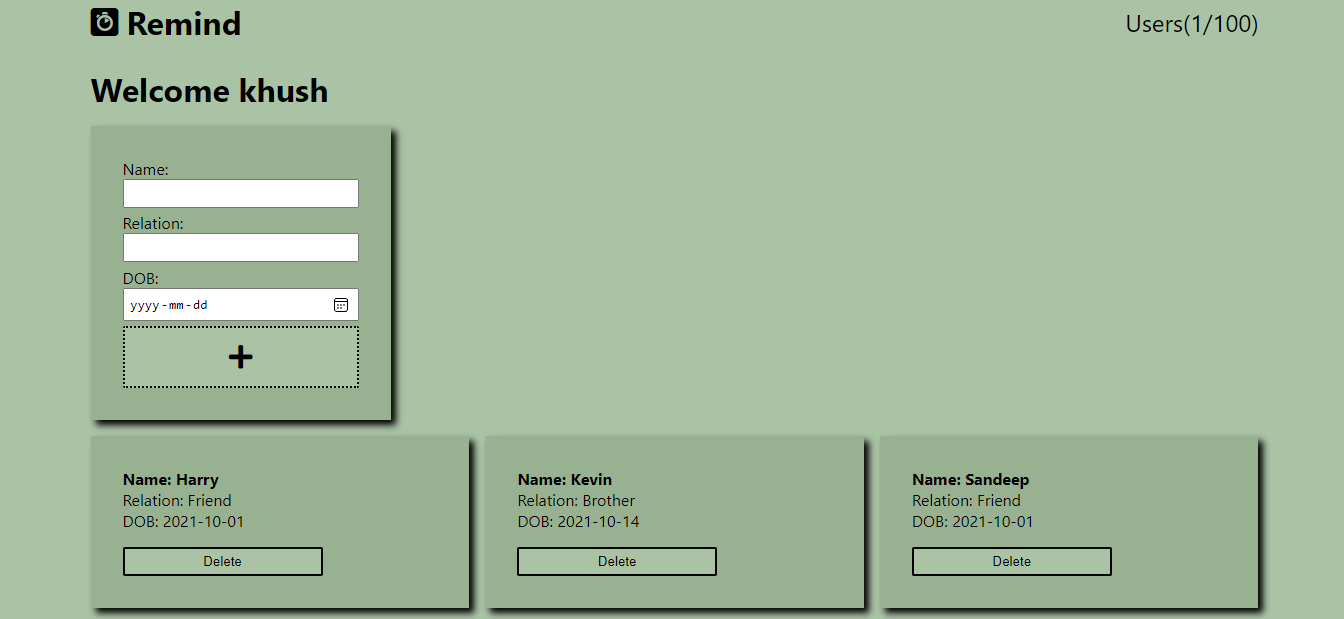 Remind
Users(1/100)
Welcome khush
Name:
Relation:
DOB:
yyyy-mm-dd
Name: Harry
Relation: Friend
DOB: 2021-10-01
Delete
Name: Kevin
Relation: Brother
DOB: 2021-10-14
Delete
Name: Sandeep
Relation: Friend
DOB: 2021-10-01
Delete